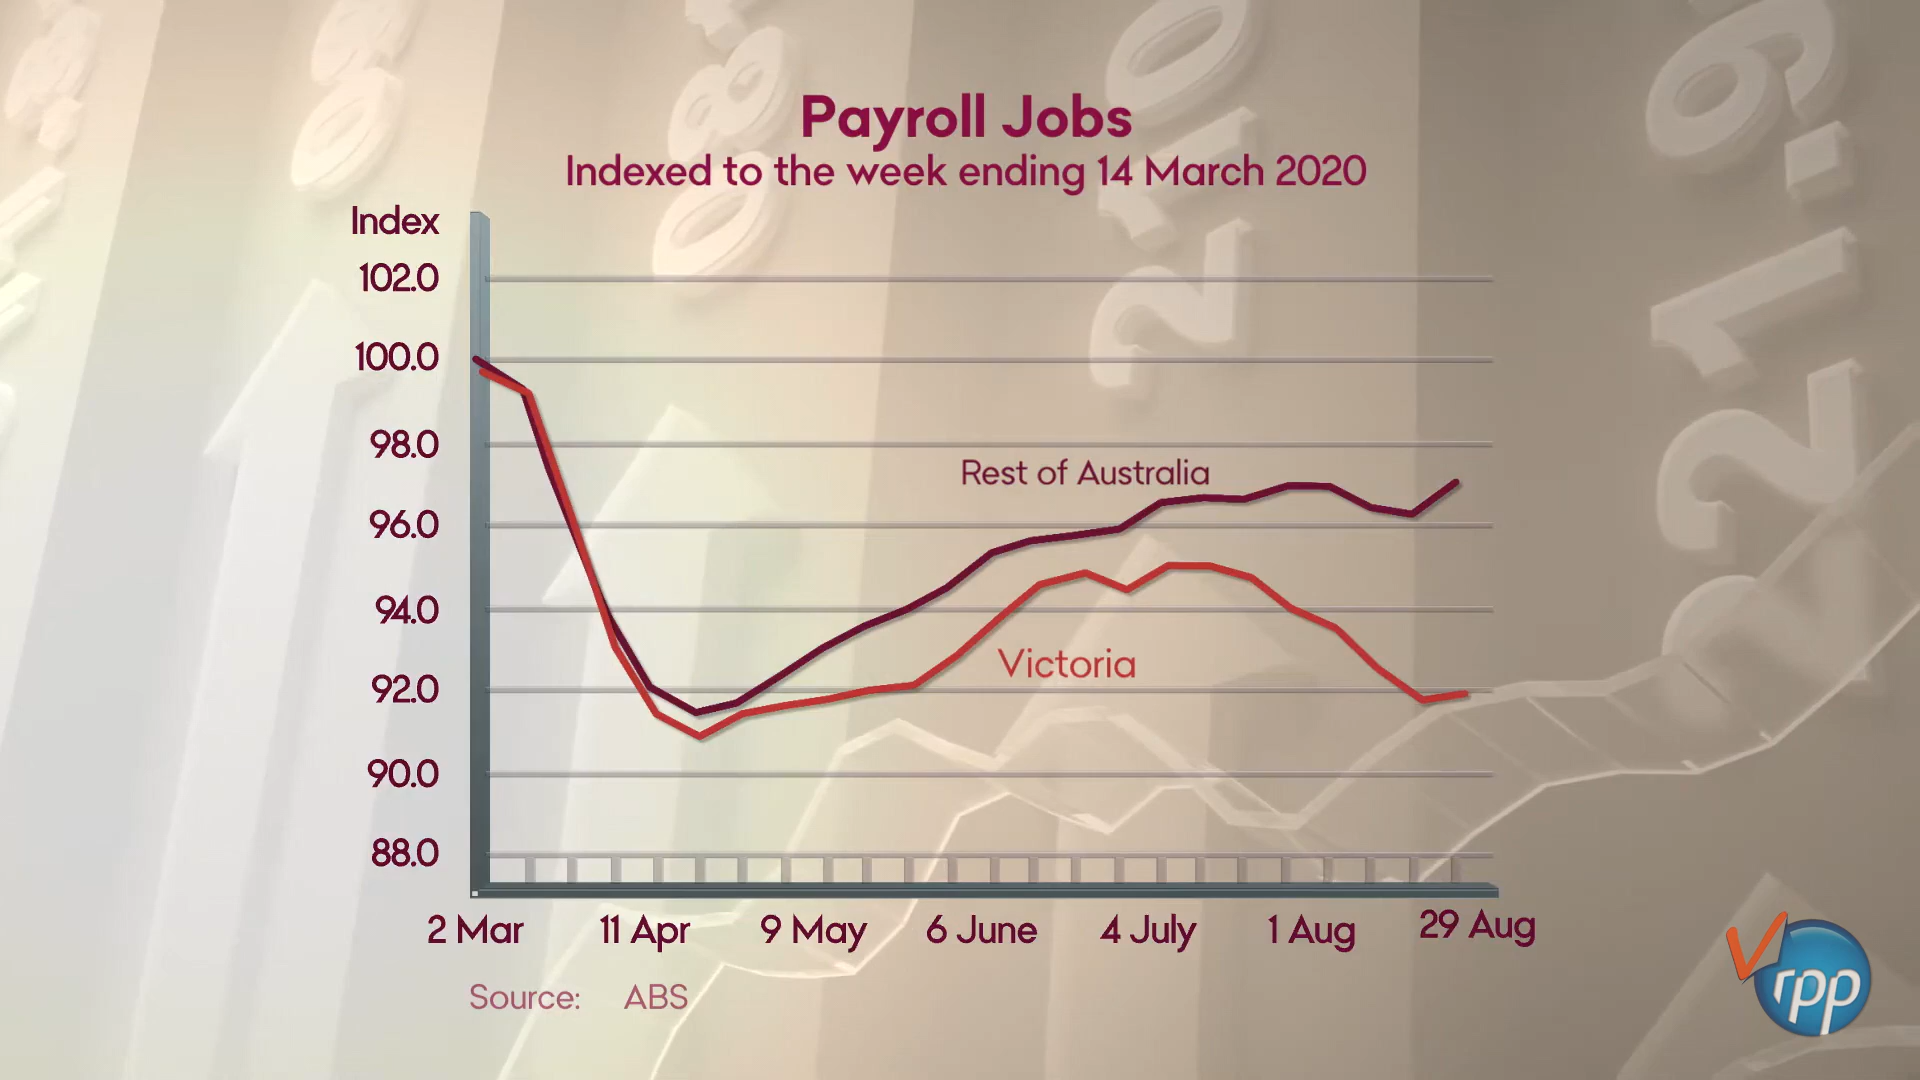 Payroll Jobs
Indexed to the week ending 14 March 2020
Index
102.0
100.0
98.0
96.0
94.0
92.0
90.0
88.0
Rest of Australia
Victoria
2 Mar 11 Apr 9 May 6 June 4 July 1 Aug 29 Aug
Source: ABS
rpp